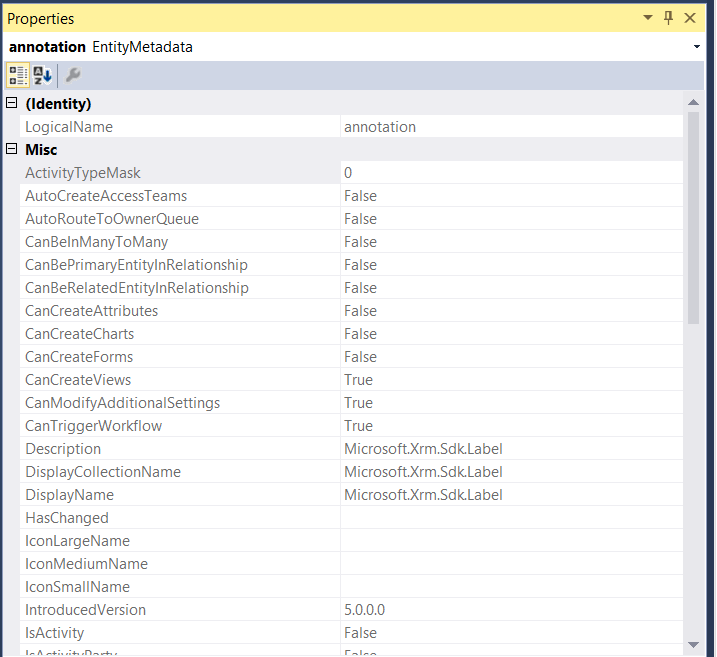 Properties
annotation EntityMetadata
(Identity)
LogicalName annotation
Misc
ActivityTypeMask 0
AutoCreateAccessTeams False
AutoRouteToOwnerQueue False
CanBeInManyToMany False
CanBePrimaryEntityInRelationship False
CanBeRelatedEntityInRelationship False
CanCreateAttributes False
CanCreateCharts False
CanCreateForms False
CanCreateViews True
CanModifyAdditionalSettings True
CanTriggerWorkflow True
Description Microsoft.Xrm.Sdk.Label
DisplayCollectionName Microsoft.Xrm.Sdk.Label
DisplayName Microsoft.Xrm.Sdk.Label
HasChanged
IconLargeName
IconMediumName
IconSmallName
IntroducedVersion 5.0.0.0
IsActivity False
IsActivityParty False